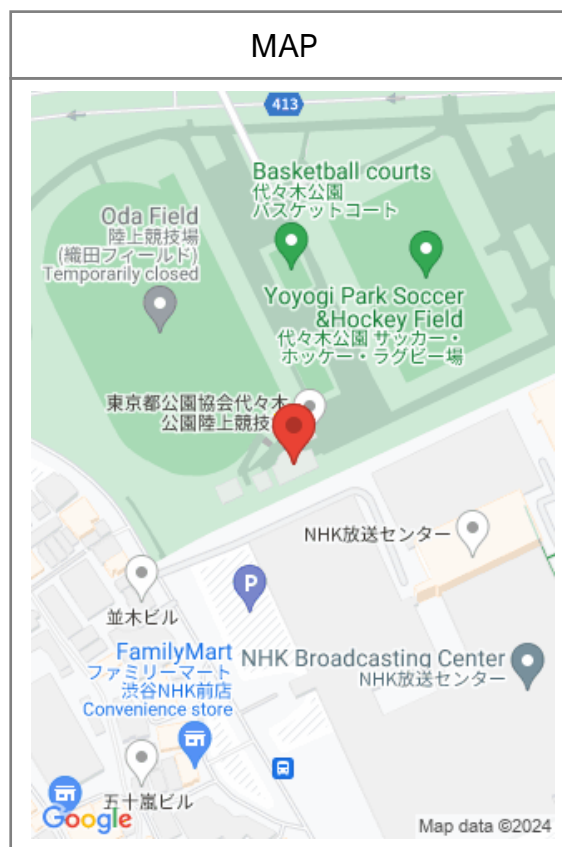 MAP
413
Basketball courts
代々木公園
バスケットコート
Oda Field
陸上競技場
(織田フィールド)
Temporarily closed
Yoyogi Park Soccer
&Hockey Field
代々木公園 サッカー・
ホッケー・ラグビー場
東京都公園協会代々木
公園陸上競技
NHK放送センター
P
並木ビル
FamilyMart
ファミリーマート
渋谷NHK前店
Convenience store
NHK Broadcasting Center
NHK放送センター
五十嵐ビル
Google
Map data ©2024